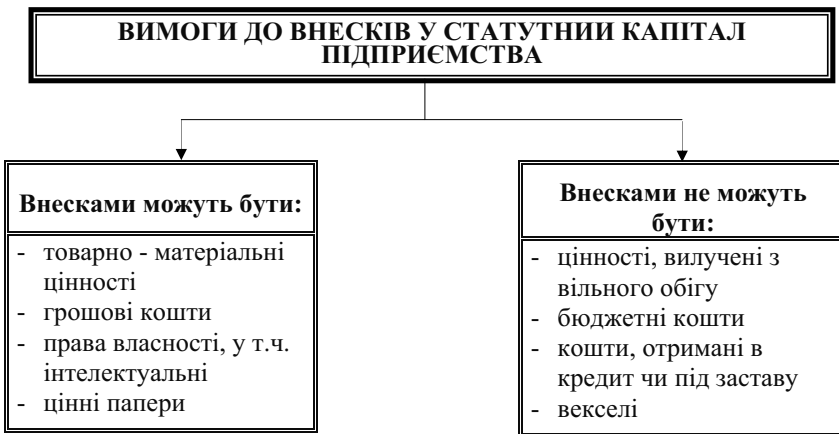 ВИМОГИ ДО ВНЕСКІВ У СТАТУТНИЙ КАПІТАЛ
ПІДПРИЄМСТВА
Внесками можуть бути:
- товарно - матеріальні
цінності
- грошові кошти
- права власності, у т.ч.
інтелектуальні
- цінні папери
Внесками не можуть
бути:
- цінності, вилучені з
вільного обігу
- бюджетні кошти
- кошти, отримані в
кредит чи під заставу
- векселі